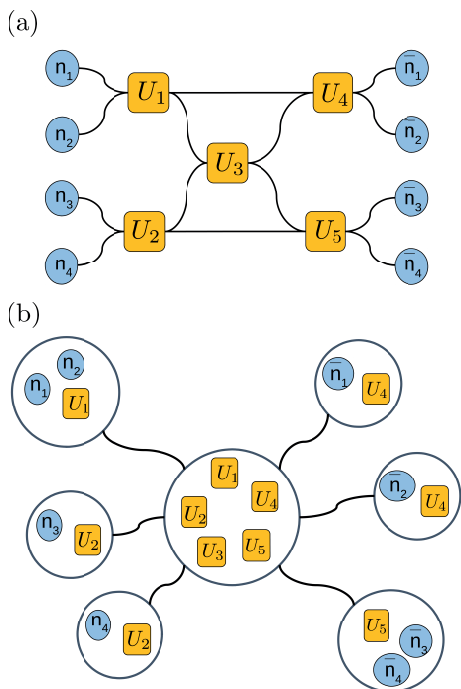 (a)
n₁ n̄₁
U₁ U₄
n₂ n̄₂
U₃
n₃ n̄₃
U₂ U₅
n₄ n̄₄
(b)
n₂
n₁ U₁
n̄₁ U₄
U₁
U₄
U₂
U₃ U₅
n̄₂ U₄
n₃ U₂
n₄ U₂
U₅
n̄₃
n̄₄